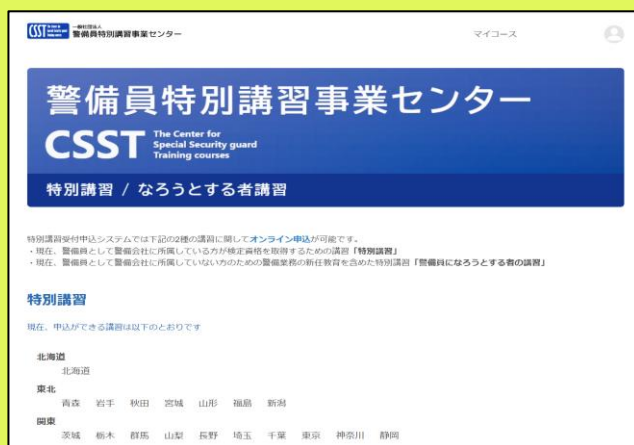 CSST 一般社団法人 警備員特別講習事業センター
マイコース
警備員特別講習事業センター
CSST The Center for Special Security guard Training courses
特別講習 / なろうとする者講習
特別講習受付申込システムでは下記の2種の講習に関してオンライン申込が可能です。
・現在、警備員として警備会社に所属している方が検定資格を取得するための講習「特別講習」
・現在、警備員として警備会社に所属していない方のための警備業務の新任教育を含めた特別講習「警備員になろうとする者の講習」
特別講習
現在、申込ができる講習は以下のとおりです
北海道
北海道
東北
青森 岩手 秋田 宮城 山形 福島 新潟
関東
茨城 栃木 群馬 山梨 長野 埼玉 千葉 東京 神奈川 静岡